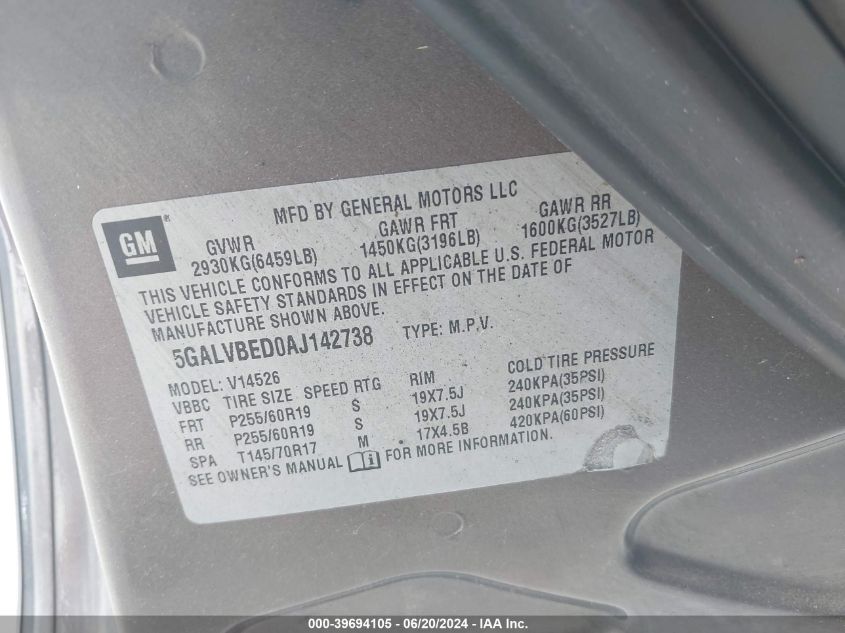 MFD BY GENERAL MOTORS LLC
GM
GVWR GAWR FRT GAWR RR
2930KG(6459LB) 1450KG(3196LB) 1600KG(3527LB)
THIS VEHICLE CONFORMS TO ALL APPLICABLE U.S. FEDERAL MOTOR
VEHICLE SAFETY STANDARDS IN EFFECT ON THE DATE OF
MANUFACTURE SHOWN ABOVE.
5GALVBED0AJ142738 TYPE: M.P.V.
MODEL: V14526
VBBC TIRE SIZE SPEED RTG RIM COLD TIRE PRESSURE
FRT P255/60R19 S 19X7.5J 240KPA(35PSI)
RR P255/60R19 S 19X7.5J 240KPA(35PSI)
SPA T145/70R17 M 17X4.5B 420KPA(60PSI)
SEE OWNER'S MANUAL FOR MORE INFORMATION.
000-39694105 - 06/20/2024 - IAA Inc.